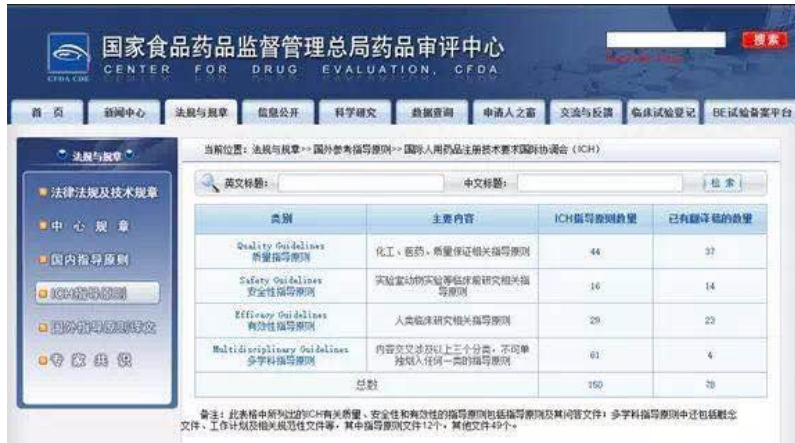 国家食品药品监督管理总局药品审评中心
CENTER FOR DRUG EVALUATION, CFDA
CFDA CDE
搜索
首 页 新闻中心 法规与规章 信息公开 科学研究 数据查询 申请人之窗 交流与反馈 临床试验登记 BE试验备案平台
法规与规章
法律法规及技术规章
中 心 规 章
国内指导原则
ICH指导原则
国外指导原则译文
专 家 共 识
当前位置：法规与规章>>国外参考指导原则>>国际人用药品注册技术要求国际协调会（ICH）
英文标题： 中文标题： 检 索
类别 主要内容 ICH指导原则数量 已有翻译稿的数量
Quality Guidelines
质量指导原则
化工、医药、质量保证相关指导原则 44 37
Safety Guidelines
安全性指导原则
实验室动物实验等临床前研究相关指
导原则
16 14
Efficacy Guidelines
有效性指导原则
人类临床研究相关指导原则 29 23
Multidisciplinary Guidelines
多学科指导原则
内容交叉涉及以上三个分类，不可单
独划入任何一类的指导原则
61 4
总数 150 78
备注：此表格中所列出的ICH有关质量、安全性和有效性的指导原则包括指导原则及其问答文件；多学科指导原则中还包括概念
文件、工作计划及相关规范性文件等，其中指导原则文件12个，其他文件49个。